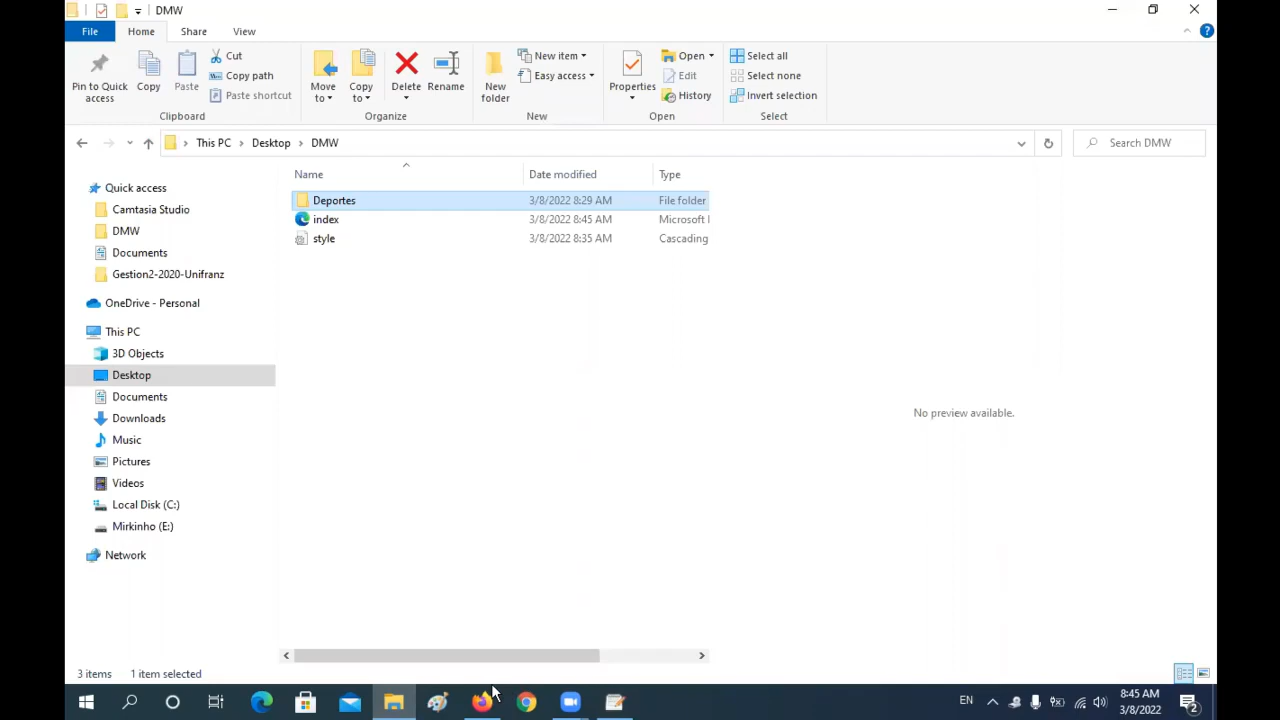 DMW
File Home Share View
Pin to Quick access
Copy
Paste
Cut
Copy path
Paste shortcut
Clipboard
Move to
Copy to
Delete
Rename
Organize
New folder
New item
Easy access
New
Properties
Open
Edit
History
Open
Select all
Select none
Invert selection
Select
This PC > Desktop > DMW
Search DMW
Name Date modified Type
Deportes 3/8/2022 8:29 AM File folder
index 3/8/2022 8:45 AM Microsoft
style 3/8/2022 8:35 AM Cascading
Quick access
Camtasia Studio
DMW
Documents
Gestion2-2020-Unifranz
OneDrive - Personal
This PC
3D Objects
Desktop
Documents
Downloads
Music
Pictures
Videos
Local Disk (C:)
Mirkinho (E:)
Network
No preview available.
3 items 1 item selected
EN
8:45 AM
3/8/2022
2